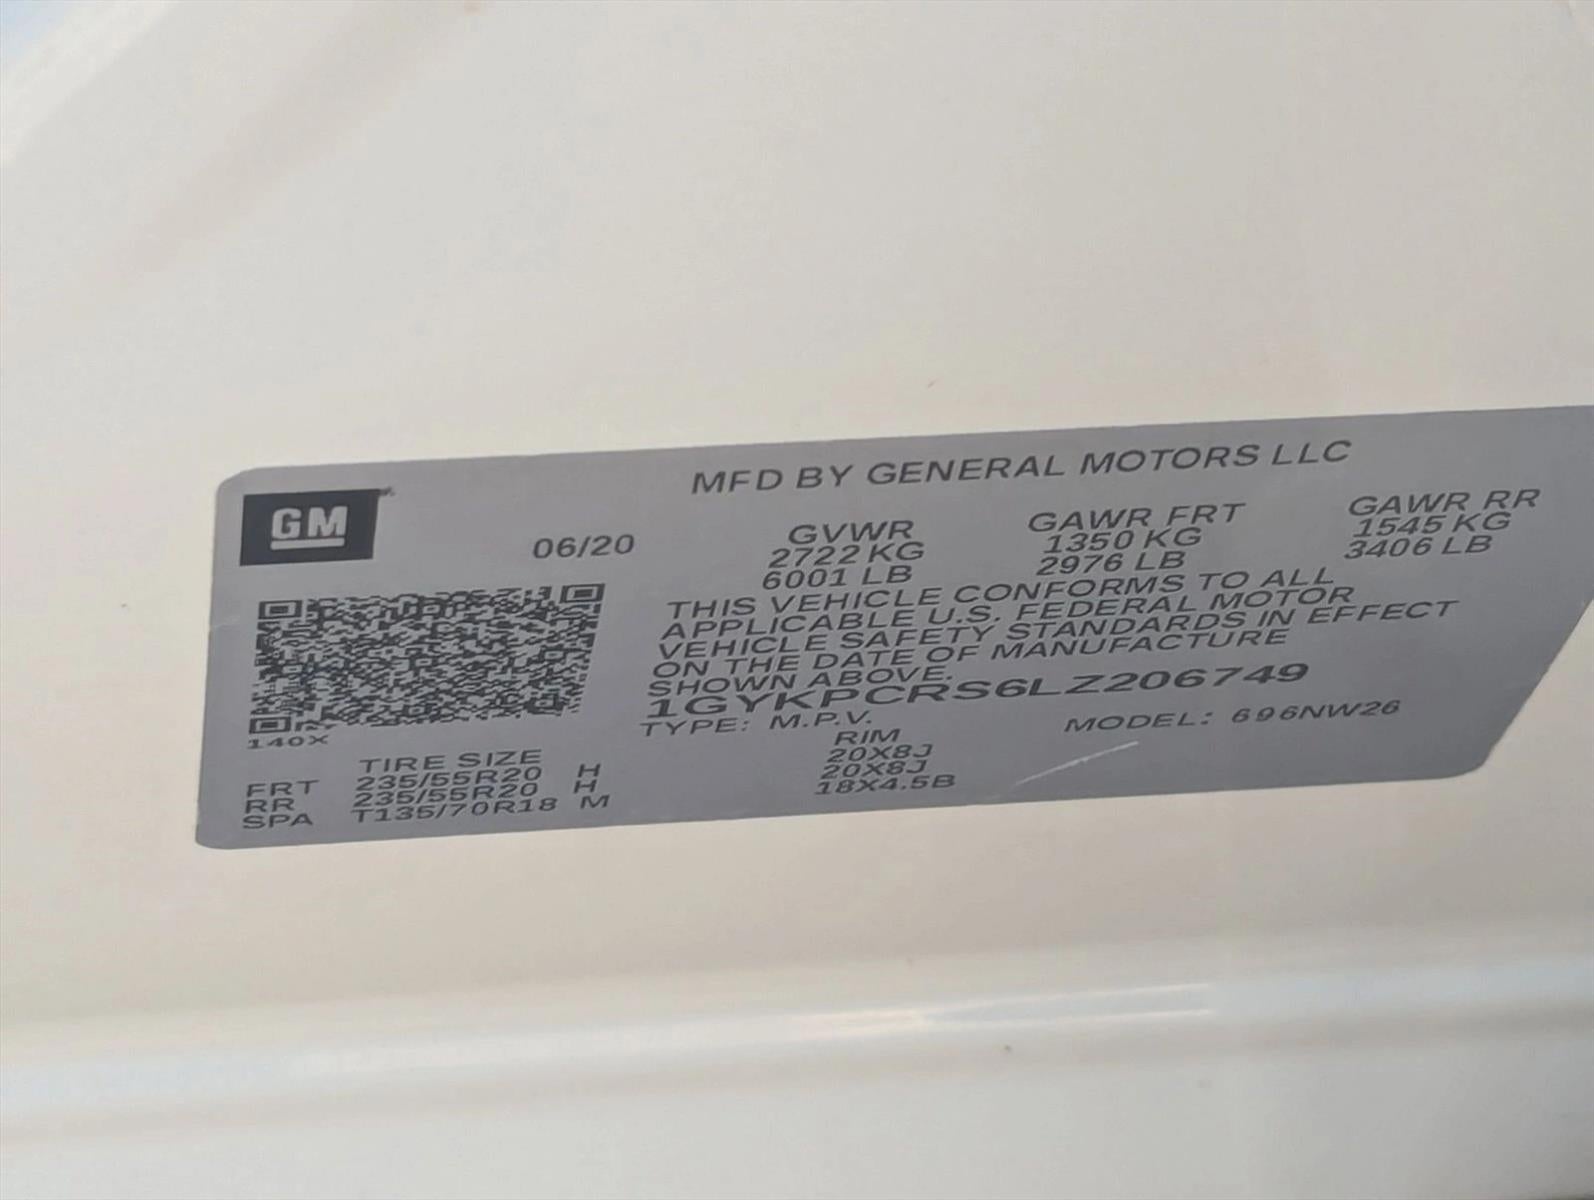 GM
MFD BY GENERAL MOTORS LLC
06/20
GVWR GAWR FRT GAWR RR
2722 KG 1350 KG 1545 KG
6001 LB 2976 LB 3406 LB
THIS VEHICLE CONFORMS TO ALL
APPLICABLE U.S. FEDERAL MOTOR
VEHICLE SAFETY STANDARDS IN EFFECT
ON THE DATE OF MANUFACTURE
SHOWN ABOVE.
1GYKPCRS6LZ206749
TYPE: M.P.V. MODEL: 696NW26
140X
TIRE SIZE RIM
FRT 235/55R20 H 20X8J
RR 235/55R20 H 20X8J
SPA T135/70R18 M 18X4.5B